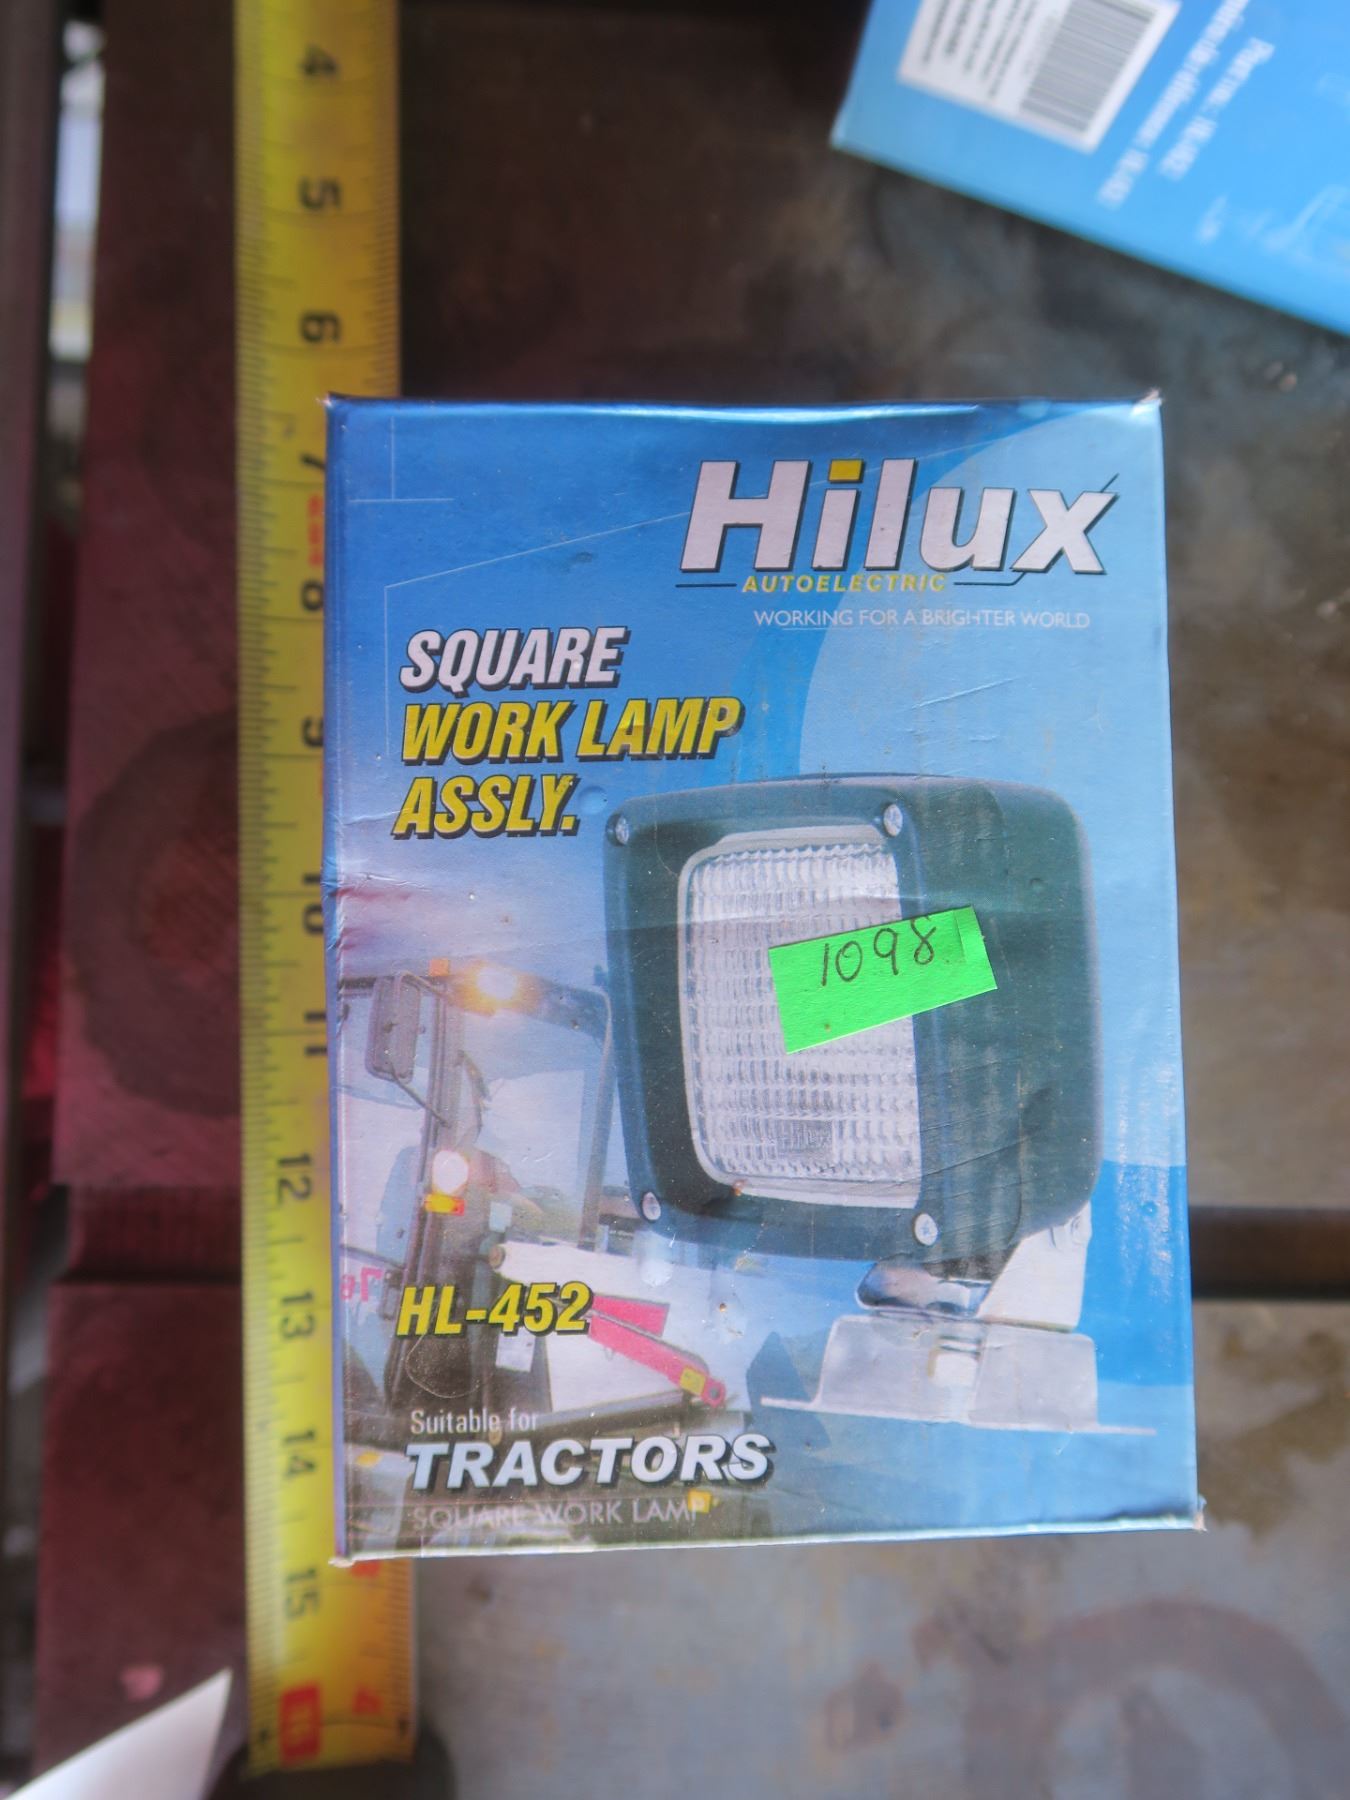 4
5
6
7
8
9
10
11
12
13
14
15
Hilux
AUTOELECTRIC
WORKING FOR A BRIGHTER WORLD
SQUARE
WORK LAMP
ASSLY.
1098
HL-452
Suitable for
TRACTORS
SQUARE WORK LAMP